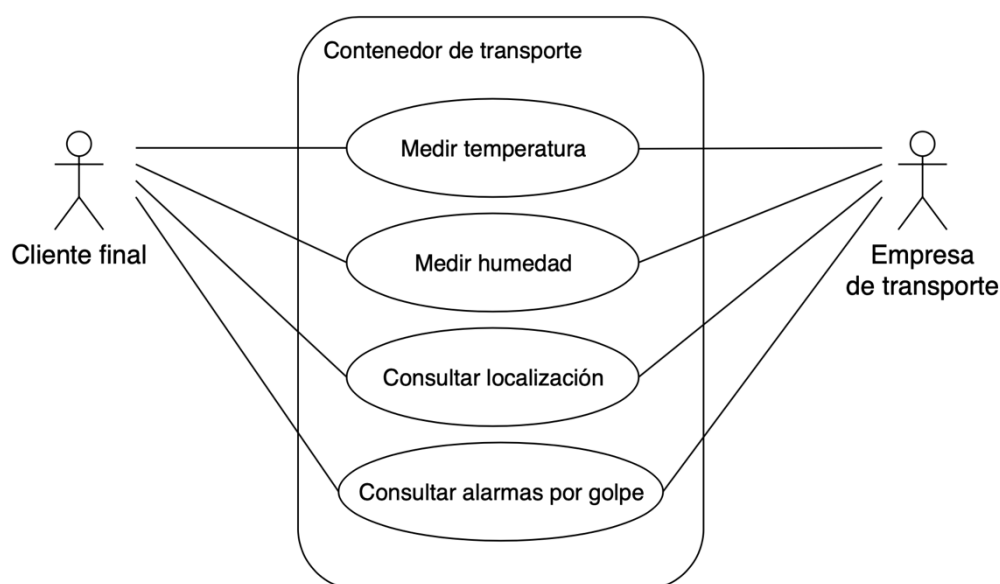 Contenedor de transporte
Medir temperatura
Cliente final
Medir humedad
Empresa
de transporte
Consultar localización
Consultar alarmas por golpe